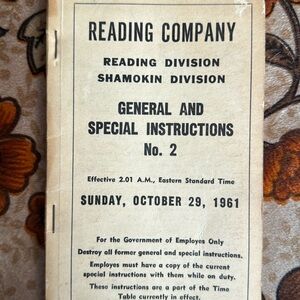 READING COMPANY
READING DIVISION
SHAMOKIN DIVISION
GENERAL AND
SPECIAL INSTRUCTIONS
No. 2
Effective 2.01 A.M., Eastern Standard Time
SUNDAY, OCTOBER 29, 1961
For the Government of Employes Only
Destroy all former general and special instructions.
Employes must have a copy of the current
special instructions with them while on duty.
These instructions are a part of the Time
Table currently in effect.